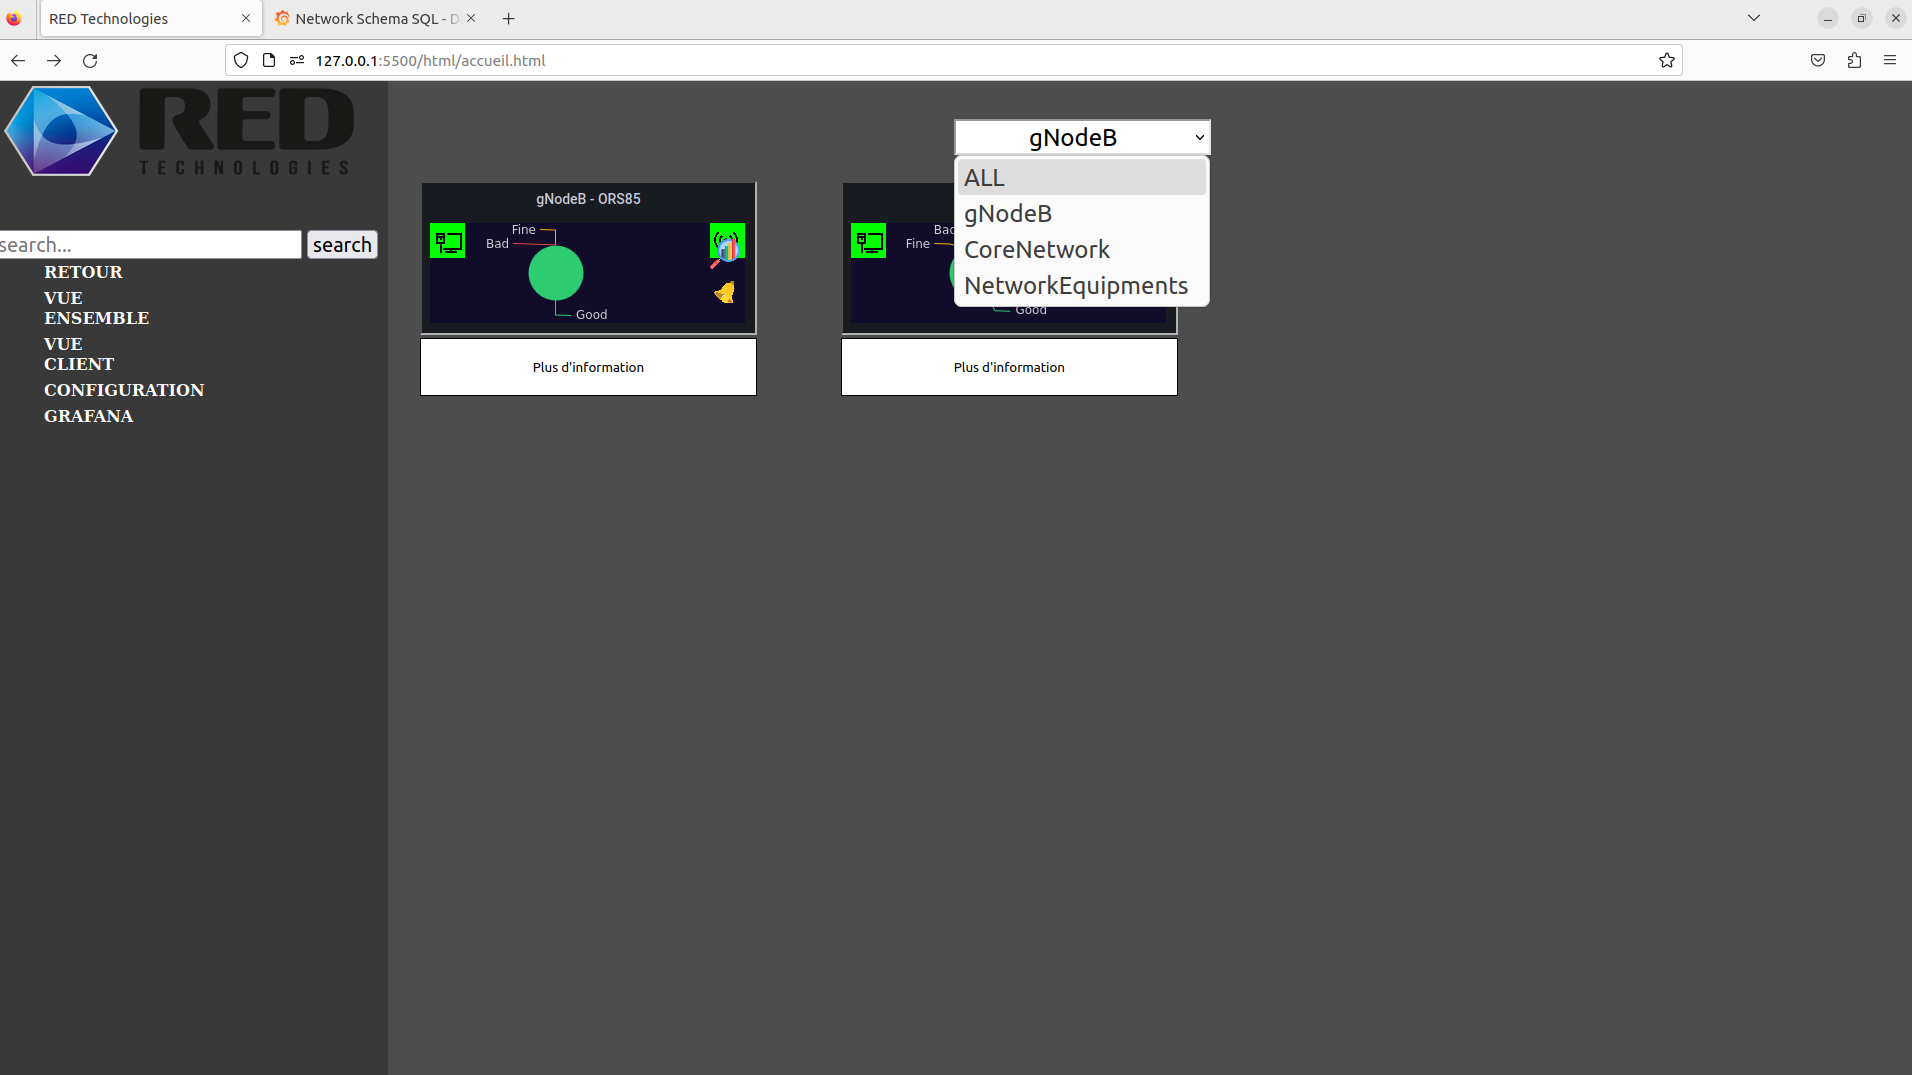 RED Technologies
Network Schema SQL - D
127.0.0.1:5500/html/accueil.html
RED
TECHNOLOGIES
search...
search
RETOUR
VUE
ENSEMBLE
VUE
CLIENT
CONFIGURATION
GRAFANA
gNodeB
ALL
gNodeB
CoreNetwork
NetworkEquipments
gNodeB - ORS85
Fine
Bad
Good
Plus d'information
Bad
Fine
Good
Plus d'information